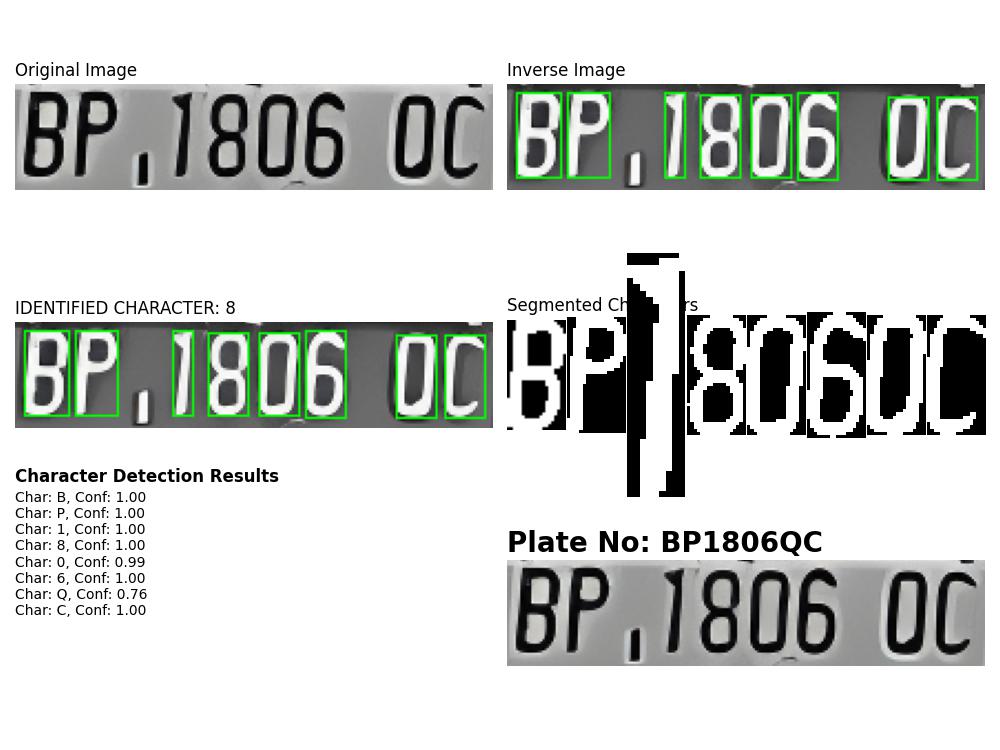 Original Image
BP 1806 OC
Inverse Image
BP 1806 OC
IDENTIFIED CHARACTER: 8
BP 1806 OC
Segmented Ch rs
BP1806OC
Character Detection Results
Char: B, Conf: 1.00
Char: P, Conf: 1.00
Char: 1, Conf: 1.00
Char: 8, Conf: 1.00
Char: 0, Conf: 0.99
Char: 6, Conf: 1.00
Char: Q, Conf: 0.76
Char: C, Conf: 1.00
Plate No: BP1806QC
BP 1806 OC